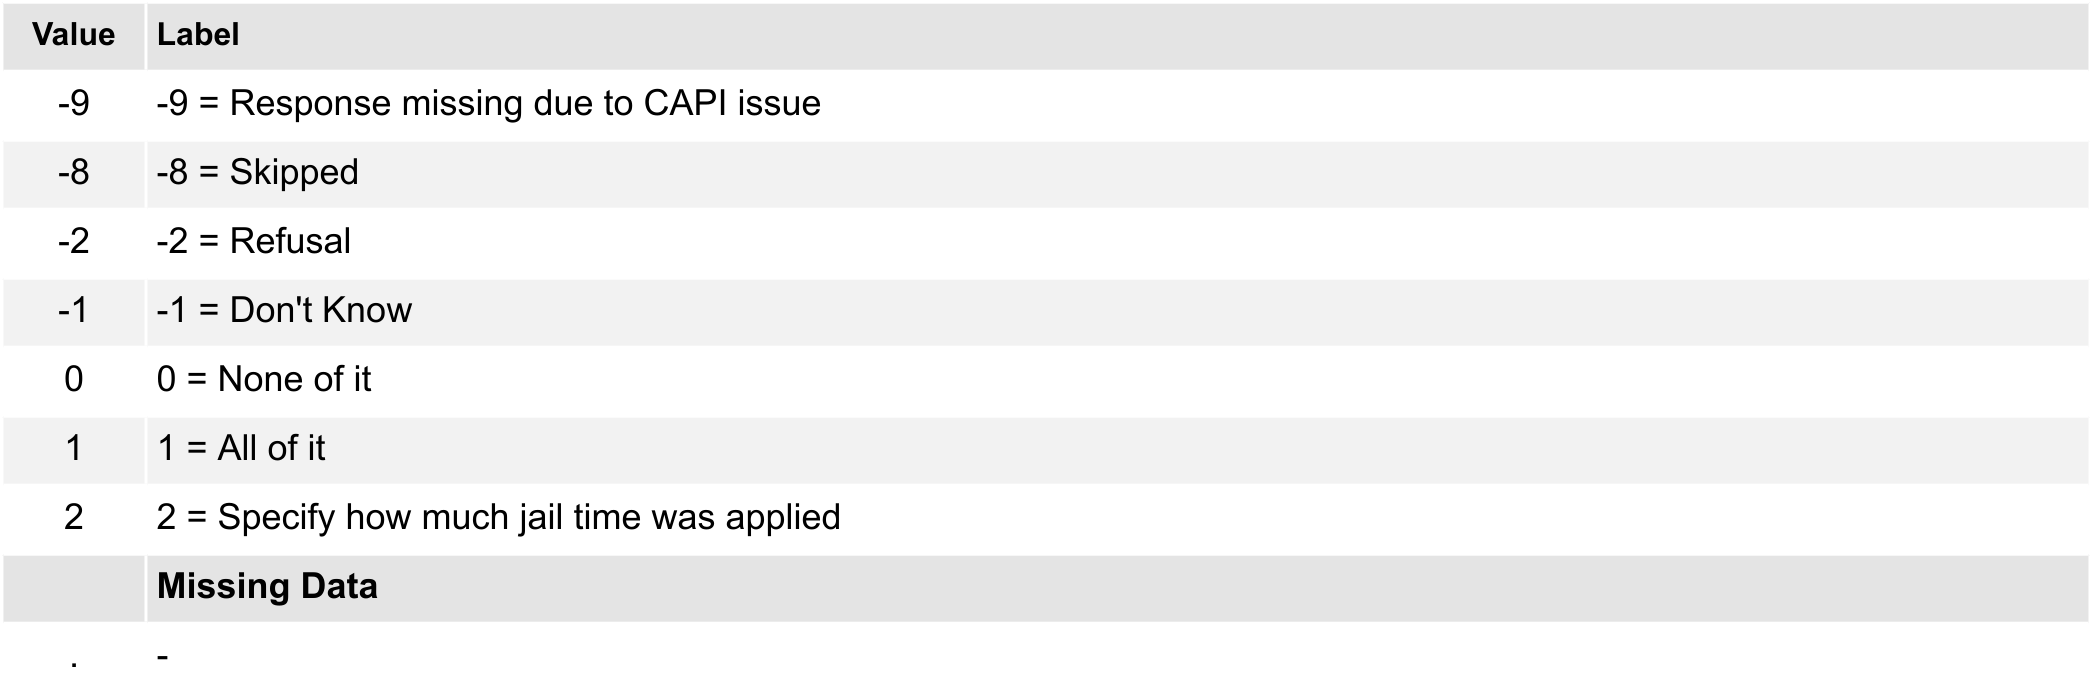 Value Label
-9 -9 = Response missing due to CAPI issue
-8 -8 = Skipped
-2 -2 = Refusal
-1 -1 = Don't Know
0 0 = None of it
1 1 = All of it
2 2 = Specify how much jail time was applied
Missing Data
. -